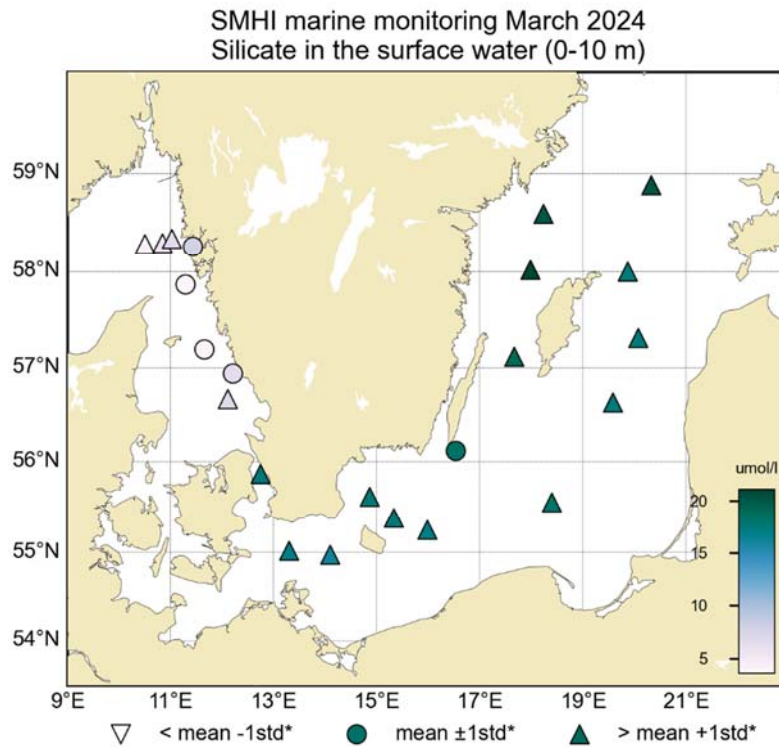 SMHI marine monitoring March 2024
Silicate in the surface water (0-10 m)
59°N
58°N
57°N
56°N
55°N
54°N
umol/l
20
15
10
5
9°E 11°E 13°E 15°E 17°E 19°E 21°E
< mean -1std* mean ±1std* > mean +1std*